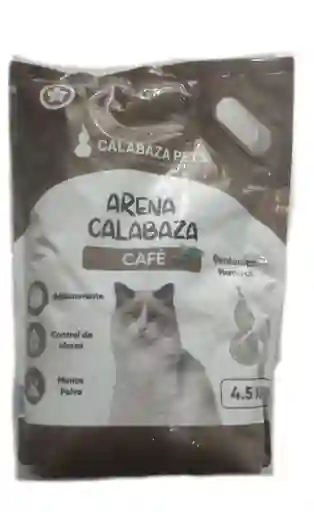 CALABAZA PETS
ARENA
CALABAZA
CAFÉ
Aglomerante
Control de
olores
Menos
Polvo
4.5